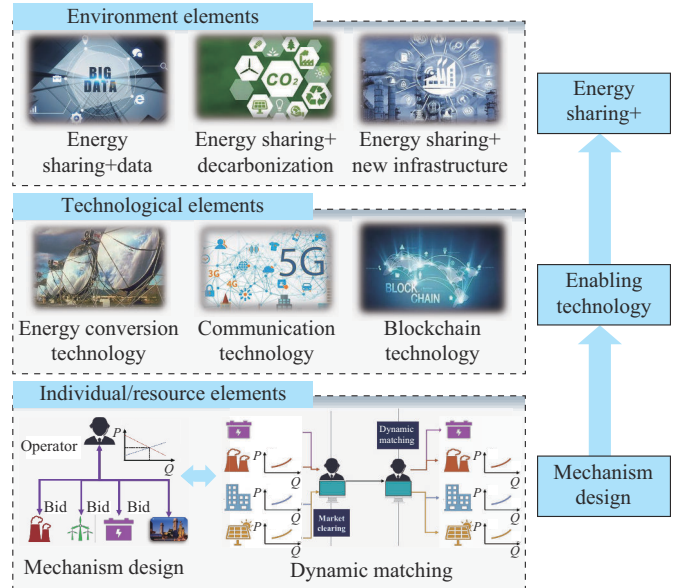 Environment elements
BIG
DATA
CO2
Energy
sharing+data
Energy sharing+
decarbonization
Energy sharing+
new infrastructure
Energy
sharing+
Technological elements
3G
4G
5G
BLOCK
CHAIN
Energy conversion
technology
Communication
technology
Blockchain
technology
Enabling
technology
Individual/resource elements
Operator
P
Q
Bid
Bid
Bid
Mechanism design
P
Q
P
Q
P
Q
Market
clearing
Dynamic
matching
P
Q
P
Q
P
Q
Dynamic matching
Mechanism
design